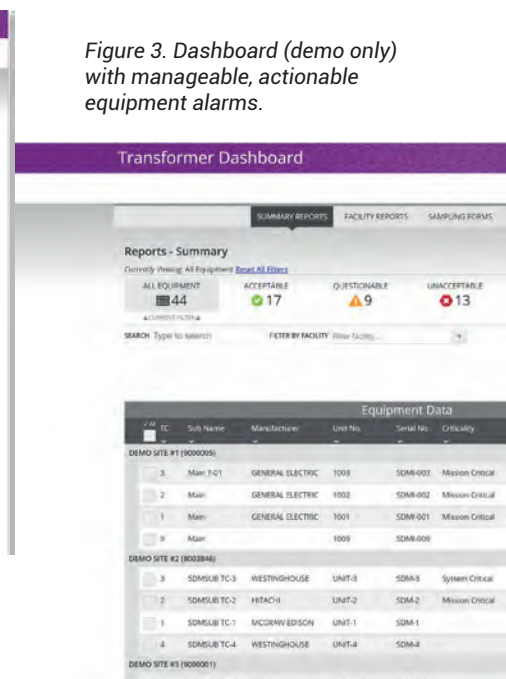 Figure 3. Dashboard (demo only)
with manageable, actionable
equipment alarms.
Transformer Dashboard
SUMMARY REPORTS FACILITY REPORTS SAMPLING FORMS
Reports - Summary
Currently Viewing: All Equipment Reset All Filters
ALL EQUIPMENT ACCEPTABLE QUESTIONABLE UNACCEPTABLE
44 17 9 13
▲CURRENT FILTER▲
SEARCH Type to search FILTER BY FACILITY Filter facility...
Equipment Data
All TC Sub Name Manufacturer Unit No. Serial No. Criticality
DEMO SITE #1 (9000005)
3 Main T-01 GENERAL ELECTRIC 1003 SDMI-003 Mission Critical
2 Main GENERAL ELECTRIC 1002 SDMI-002 Mission Critical
1 Main GENERAL ELECTRIC 1001 SDMI-001 Mission Critical
9 Main 1009 SDMI-009
DEMO SITE #2 (9003846)
3 SDMSUB TC-3 WESTINGHOUSE UNIT-3 SDM-3 System Critical
2 SDMSUB TC-2 HITACHI UNIT-2 SDM-2 Mission Critical
1 SDMSUB TC-1 MCGRAW EDISON UNIT-1 SDM-1
4 SDMSUB TC-4 WESTINGHOUSE UNIT-4 SDM-4
DEMO SITE #3 (9000001)